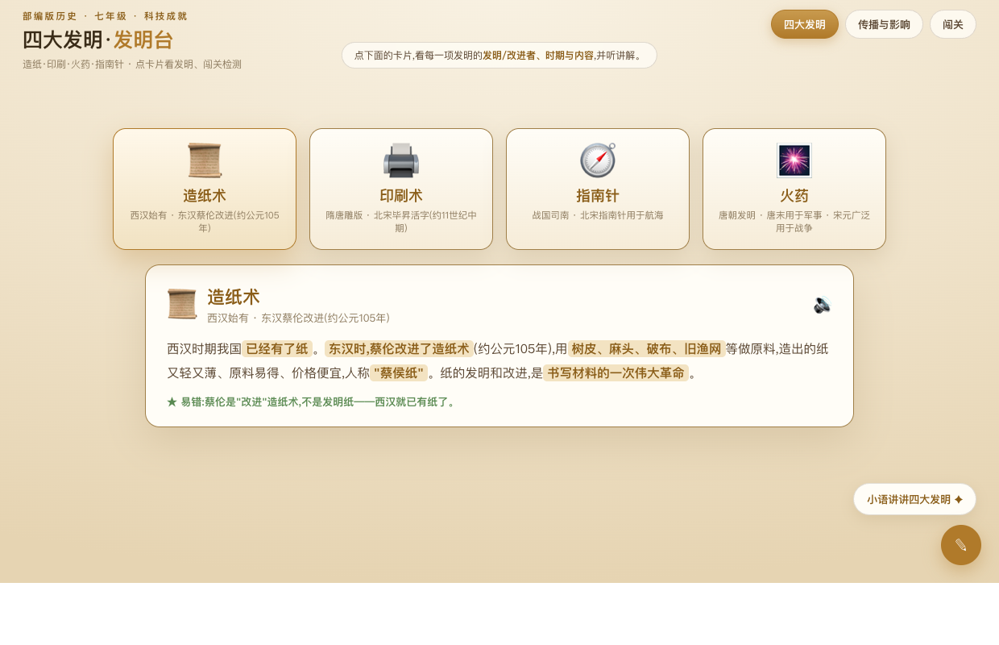 部编版历史 · 七年级 · 科技成就
四大发明·发明台
造纸·印刷·火药·指南针 · 点卡片看发明、闯关检测
点下面的卡片,看每一项发明的发明/改进者、时期与内容,并听讲解。
四大发明
传播与影响
闯关
造纸术
西汉始有 · 东汉蔡伦改进(约公元105
年)
印刷术
隋唐雕版 · 北宋毕昇活字(约11世纪中
期)
指南针
战国司南 · 北宋指南针用于航海
火药
唐朝发明 · 唐末用于军事 · 宋元广泛
用于战争
造纸术
西汉始有 · 东汉蔡伦改进(约公元105年)
西汉时期我国已经有了纸。东汉时,蔡伦改进了造纸术(约公元105年),用树皮、麻头、破布、旧渔网等做原料,造出的纸
又轻又薄、原料易得、价格便宜,人称"蔡侯纸"。纸的发明和改进,是书写材料的一次伟大革命。
★ 易错:蔡伦是"改进"造纸术,不是发明纸——西汉就已有纸了。
小语讲讲四大发明 ✦